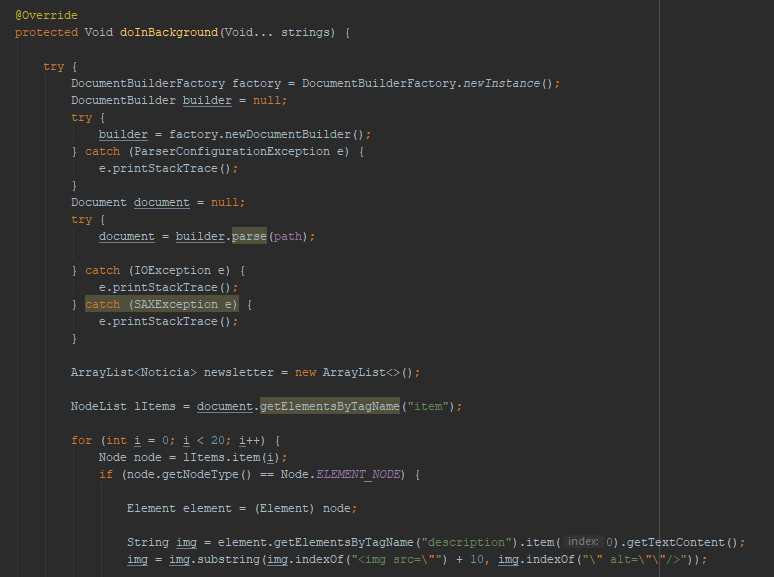 @Override
protected Void doInBackground(Void... strings) {
try {
DocumentBuilderFactory factory = DocumentBuilderFactory.newInstance();
DocumentBuilder builder = null;
try {
builder = factory.newDocumentBuilder();
} catch (ParserConfigurationException e) {
e.printStackTrace();
}
Document document = null;
try {
document = builder.parse(path);
} catch (IOException e) {
e.printStackTrace();
} catch (SAXException e) {
e.printStackTrace();
}
ArrayList<Noticia> newsletter = new ArrayList<>();
NodeList lItems = document.getElementsByTagName("item");
for (int i = 0; i < 20; i++) {
Node node = lItems.item(i);
if (node.getNodeType() == Node.ELEMENT_NODE) {
Element element = (Element) node;
String img = element.getElementsByTagName("description").item( index: 0).getTextContent();
img = img.substring(img.indexOf("<img src=\"") + 10, img.indexOf("\" alt=\"\"/>"));